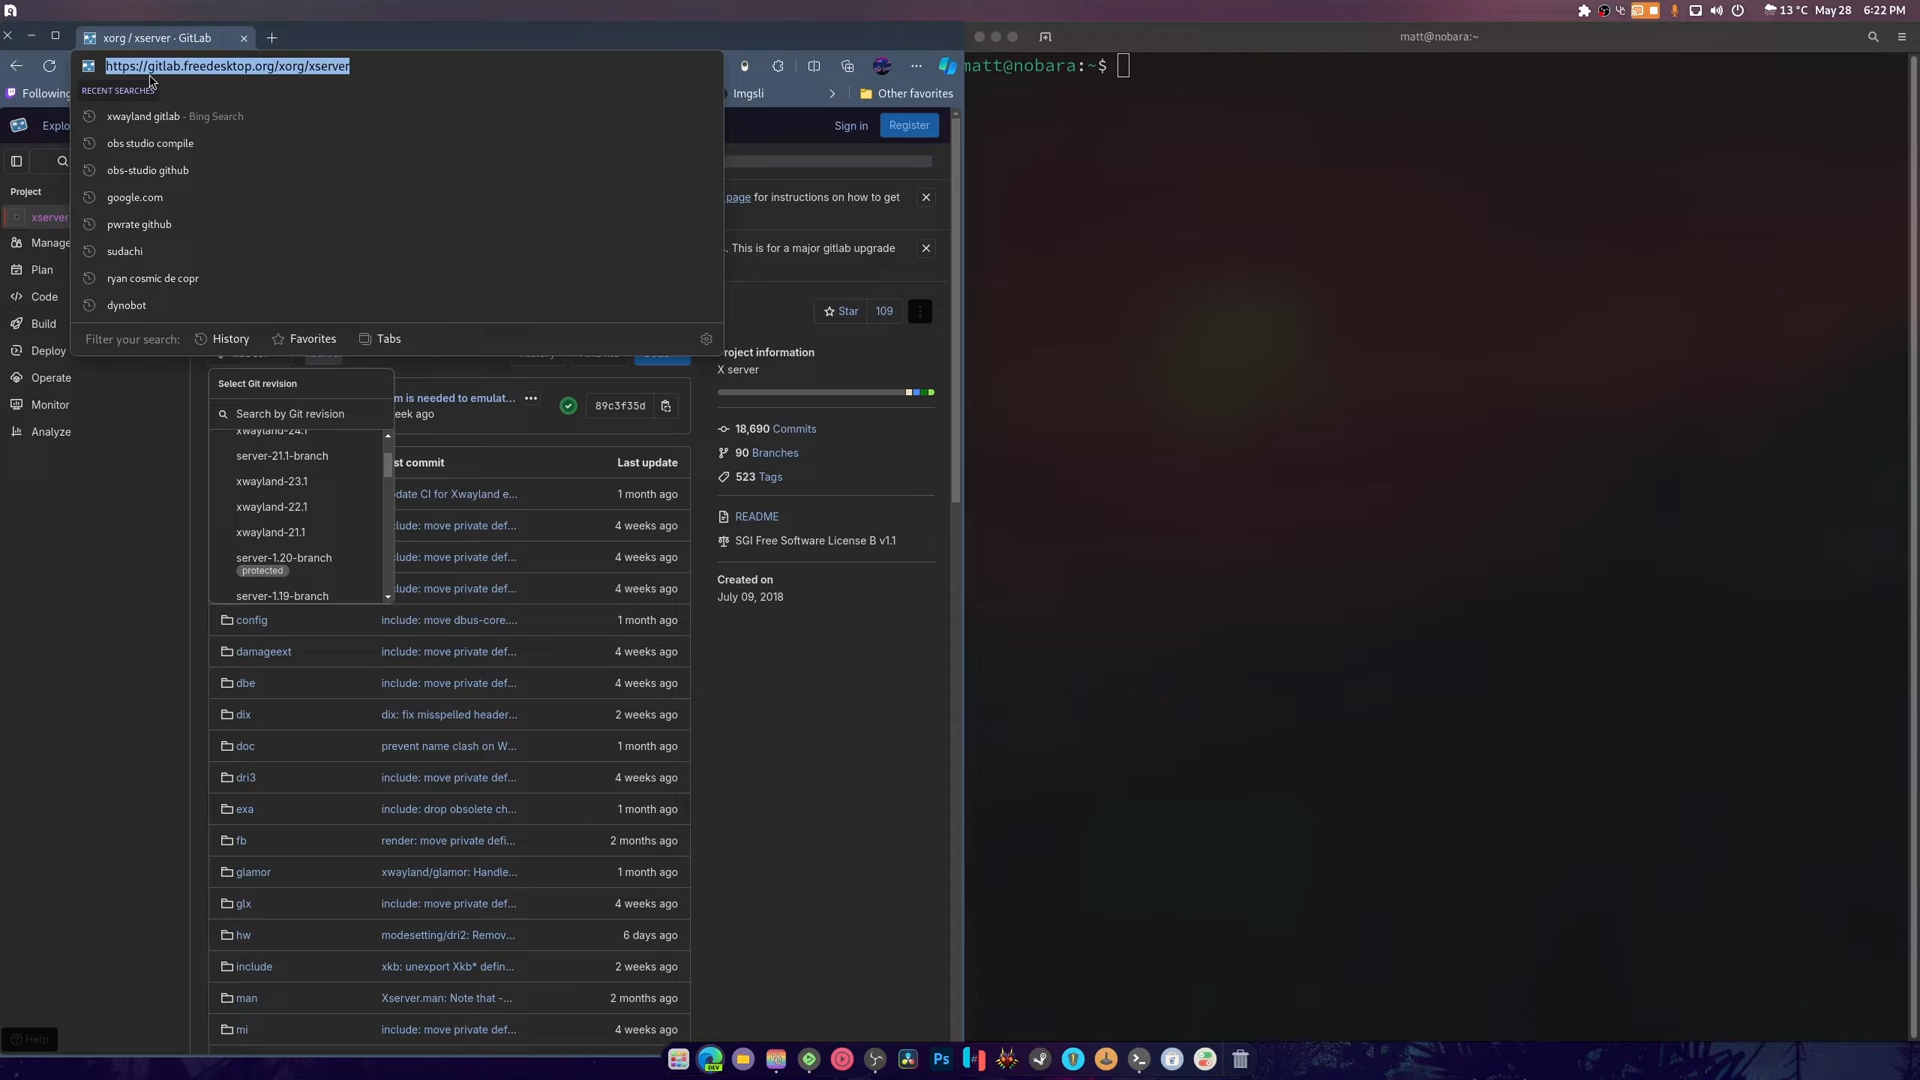 13 °C May 28 6:22 PM
xorg / xserver · GitLab
matt@nobara:~
https://gitlab.freedesktop.org/xorg/xserver
matt@nobara:~$
RECENT SEARCHES
Following
Imgsli
Other favorites
xwayland gitlab - Bing Search
Explo
Sign in
Register
obs studio compile
obs-studio github
google.com
pwrate github
sudachi
ryan cosmic de copr
dynobot
Filter your search:
History
Favorites
Tabs
page for instructions on how to get
. This is for a major gitlab upgrade
Star 109
Project
xserver
Manage
Plan
Code
Build
Deploy
Operate
Monitor
Analyze
Select Git revision
Search by Git revision
xwayland-24.1
server-21.1-branch
xwayland-23.1
xwayland-22.1
xwayland-21.1
server-1.20-branch
protected
server-1.19-branch
m is needed to emulat...
eek ago
89c3f35d
st commit Last update
date CI for Xwayland e... 1 month ago
clude: move private def... 4 weeks ago
clude: move private def... 4 weeks ago
clude: move private def... 4 weeks ago
config include: move dbus-core.... 1 month ago
damageext include: move private def... 4 weeks ago
dbe include: move private def... 4 weeks ago
dix dix: fix misspelled header... 2 weeks ago
doc prevent name clash on W... 1 month ago
dri3 include: move private def... 4 weeks ago
exa include: drop obsolete ch... 1 month ago
fb render: move private defi... 2 months ago
glamor xwayland/glamor: Handle... 1 month ago
glx include: move private def... 4 weeks ago
hw modesetting/dri2: Remov... 6 days ago
include xkb: unexport Xkb* defin... 2 weeks ago
man Xserver.man: Note that -... 2 months ago
mi include: move private def... 4 weeks ago
roject information
X server
18,690 Commits
90 Branches
523 Tags
README
SGI Free Software License B v1.1
Created on
July 09, 2018
Help
DEV
Ps